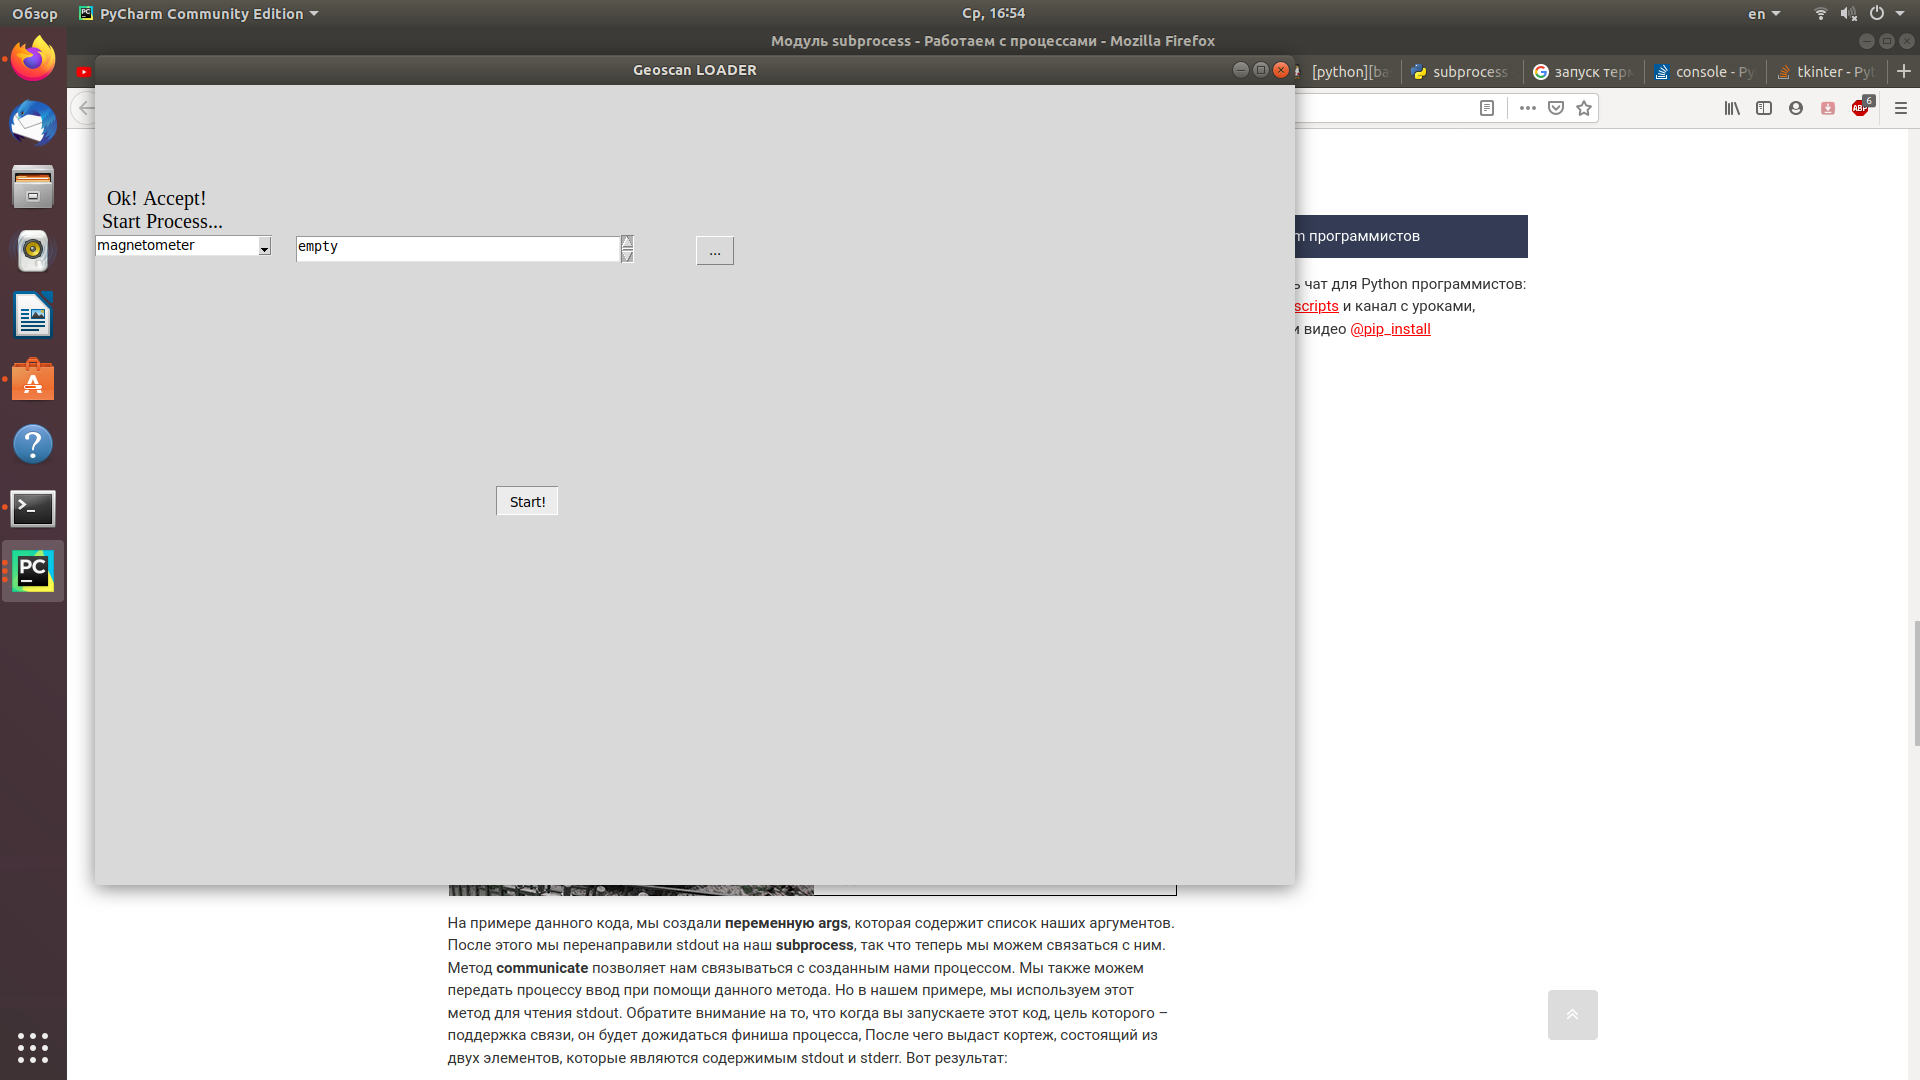 Обзор
PyCharm Community Edition
Ср, 16:54
en
Модуль subprocess - Работаем с процессами - Mozilla Firefox
Geoscan LOADER
[python][ba
subprocess
запуск терм
console - Py
tkinter - Pyt
ABP
6
Ok! Accept!
Start Process...
magnetometer
empty
...
m программистов
ь чат для Python программистов:
scripts и канал с уроками,
и видео @pip_install
Start!
PC
На примере данного кода, мы создали переменную args, которая содержит список наших аргументов.
После этого мы перенаправили stdout на наш subprocess, так что теперь мы можем связаться с ним.
Метод communicate позволяет нам связываться с созданным нами процессом. Мы также можем
передать процессу ввод при помощи данного метода. Но в нашем примере, мы используем этот
метод для чтения stdout. Обратите внимание на то, что когда вы запускаете этот код, цель которого –
поддержка связи, он будет дожидаться финиша процесса, После чего выдаст кортеж, состоящий из
двух элементов, которые являются содержимым stdout и stderr. Вот результат: